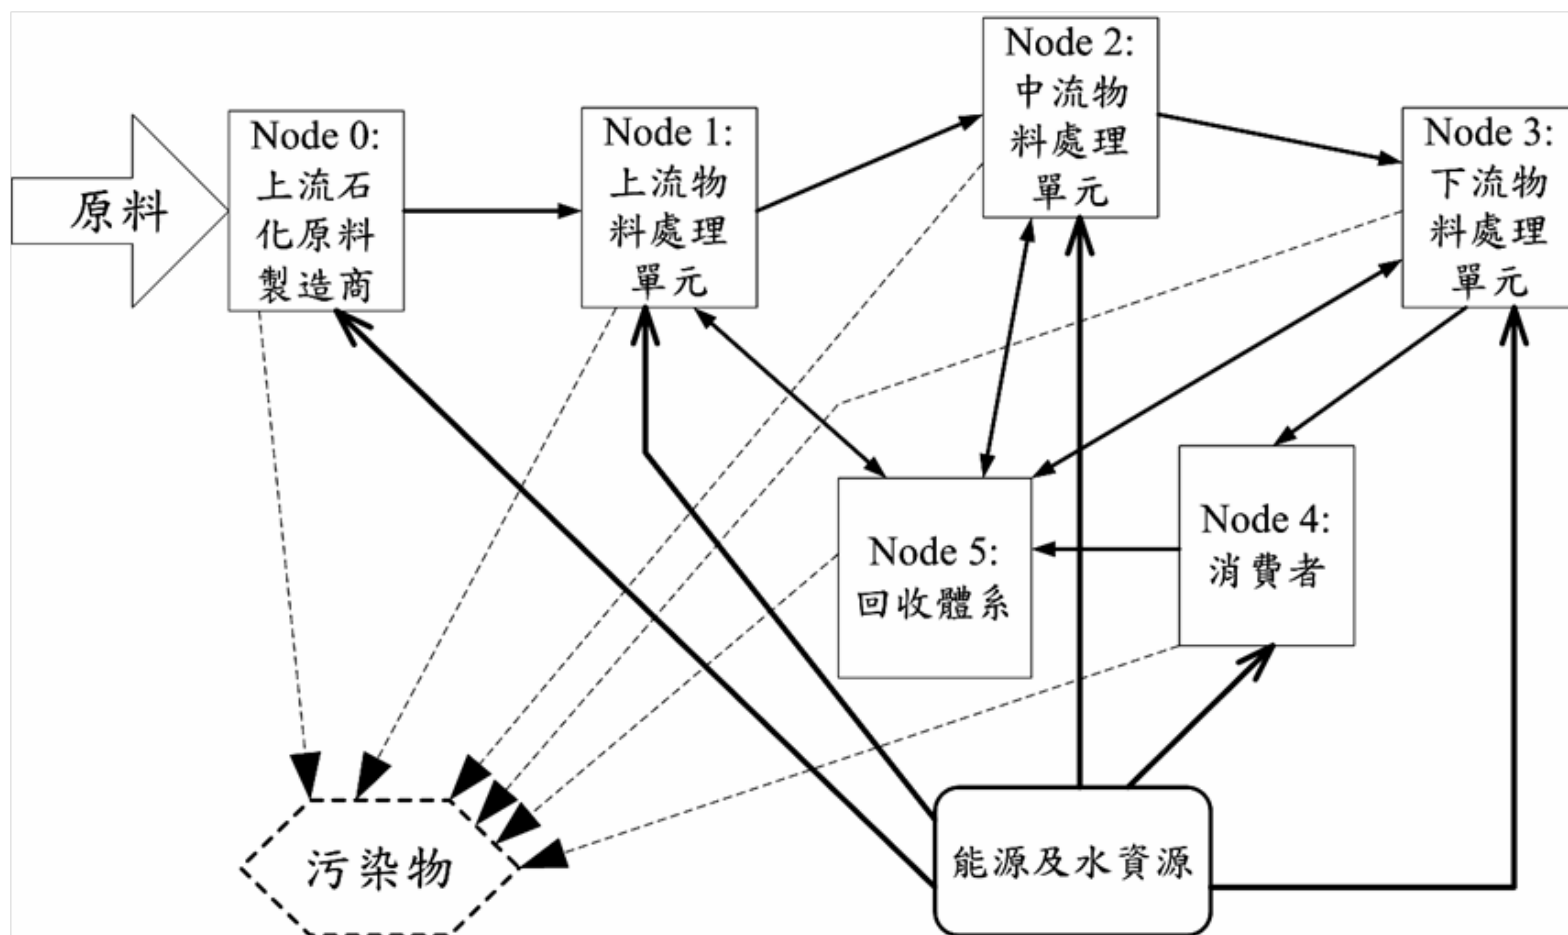 原料
Node 0:
上流石
化原料
製造商
Node 1:
上流物
料處理
單元
Node 2:
中流物
料處理
單元
Node 3:
下流物
料處理
單元
Node 4:
消費者
Node 5:
回收體系
污染物
能源及水資源